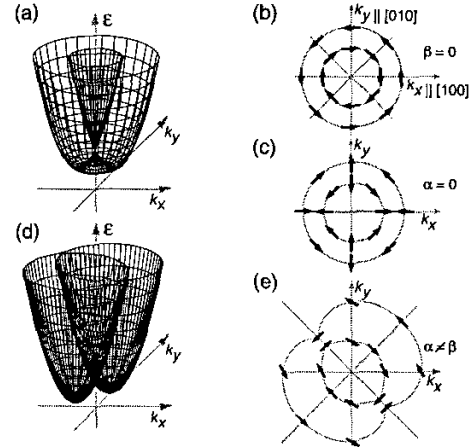 (a)
ε
k_y
k_x
(b)
k_y || [010]
β = 0
k_x || [100]
(c)
k_y
α = 0
k_x
(d)
ε
k_y
k_x
(e)
k_y
α ≠ β
k_x